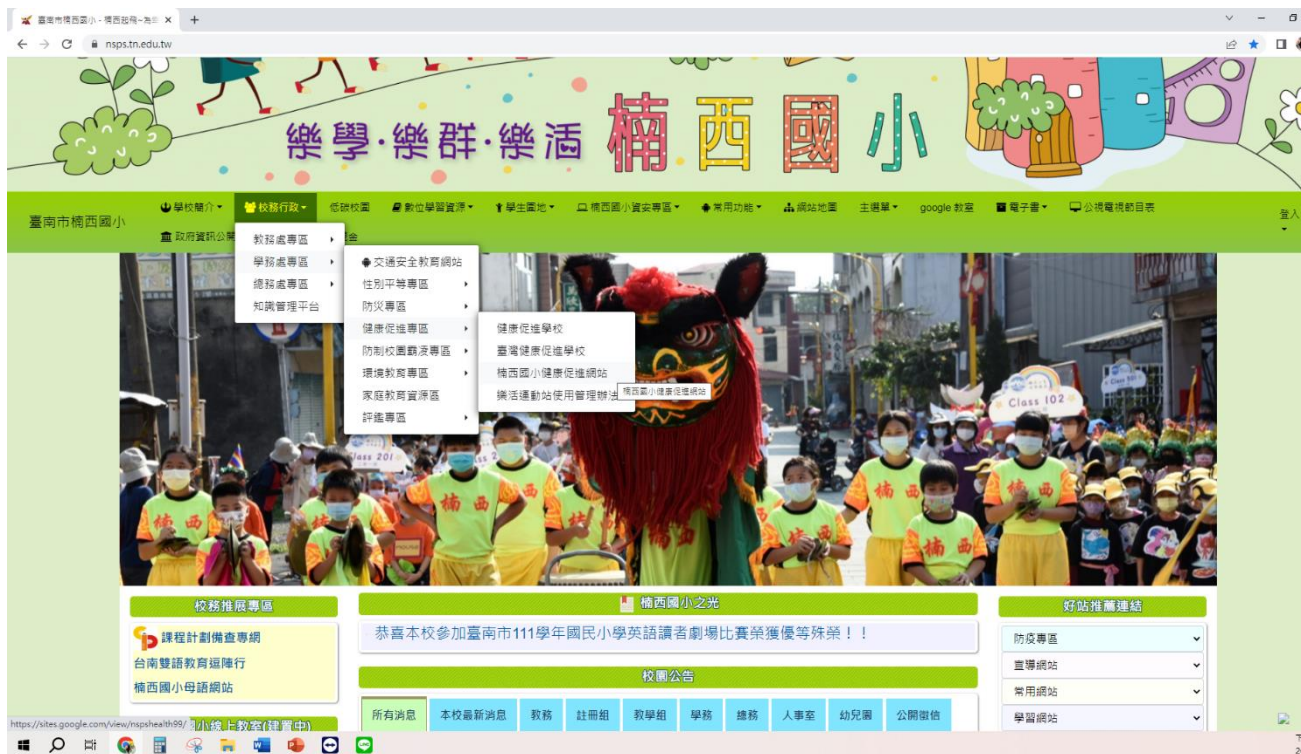 臺南市楠西國小 - 楠西起飛~為
nsps.tn.edu.tw
樂學·樂群·樂活 楠西國小
臺南市楠西國小
學校簡介 校務行政 低碳校園 數位學習資源 學生園地 楠西國小資安專區 常用功能 網站地圖 主選單 google 教室 電子書 公視電視節目表
登入
政府資訊公開
教務處專區
學務處專區
總務處專區
知識管理平台
交通安全教育網站
性別平等專區
防災專區
健康促進專區
防制校園霸凌專區
環境教育專區
家庭教育資源區
評鑑專區
健康促進學校
臺灣健康促進學校
楠西國小健康促進網站
樂活運動站使用管理辦法
楠西國小健康促進網站
Class 102
Class 201
楠西
楠西
楠西
楠西
校務推展專區
課程計劃備查專網
台南雙語教育逗陣行
楠西國小母語網站
小線上教室(建置中)
楠西國小之光
恭喜本校參加臺南市111學年國民小學英語讀者劇場比賽榮獲優等殊榮！！
校園公告
所有消息 本校最新消息 教務 註冊組 教學組 學務 總務 人事室 幼兒園 公開徵信
好站推薦連結
防疫專區
宣導網站
常用網站
學習網站
https://sites.google.com/view/nspshealth99/